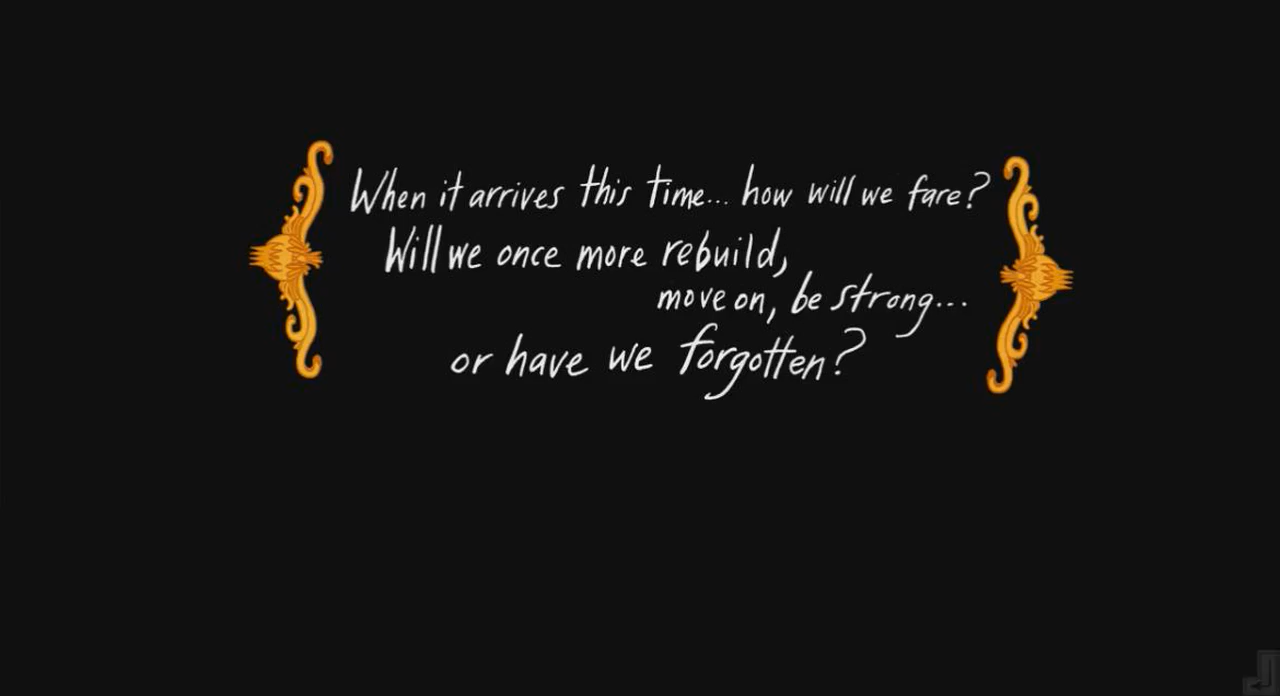 When it arrives this time... how will we fare?
Will we once more rebuild,
move on, be strong...
or have we forgotten?